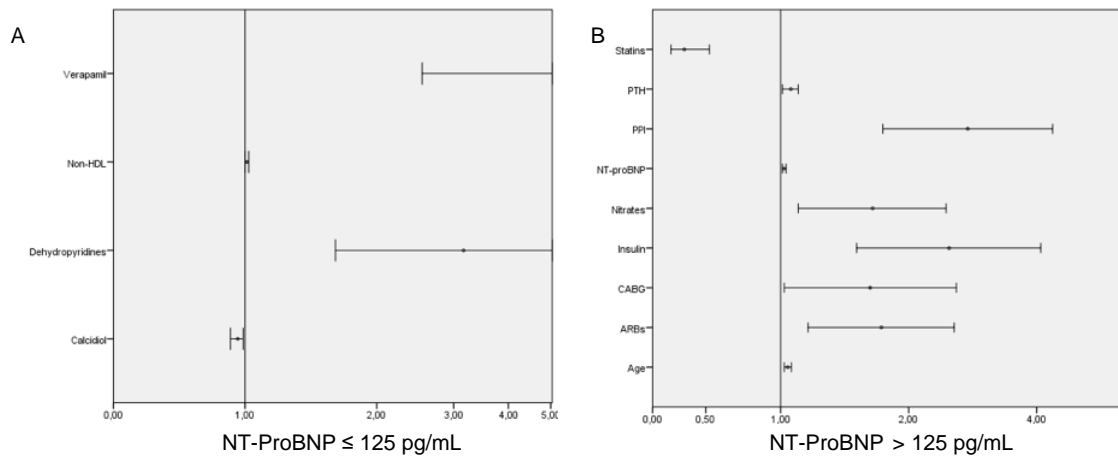 A
Verapamil
Non-HDL
Dehydropyridines
Calcidiol
0,00 1,00 2,00 3,00 4,00 5,00
NT-ProBNP ≤ 125 pg/mL
B
Statins
PTH
PPI
NT-proBNP
Nitrates
Insulin
CABG
ARBs
Age
0,00 0,50 1,00 2,00 4,00
NT-ProBNP > 125 pg/mL